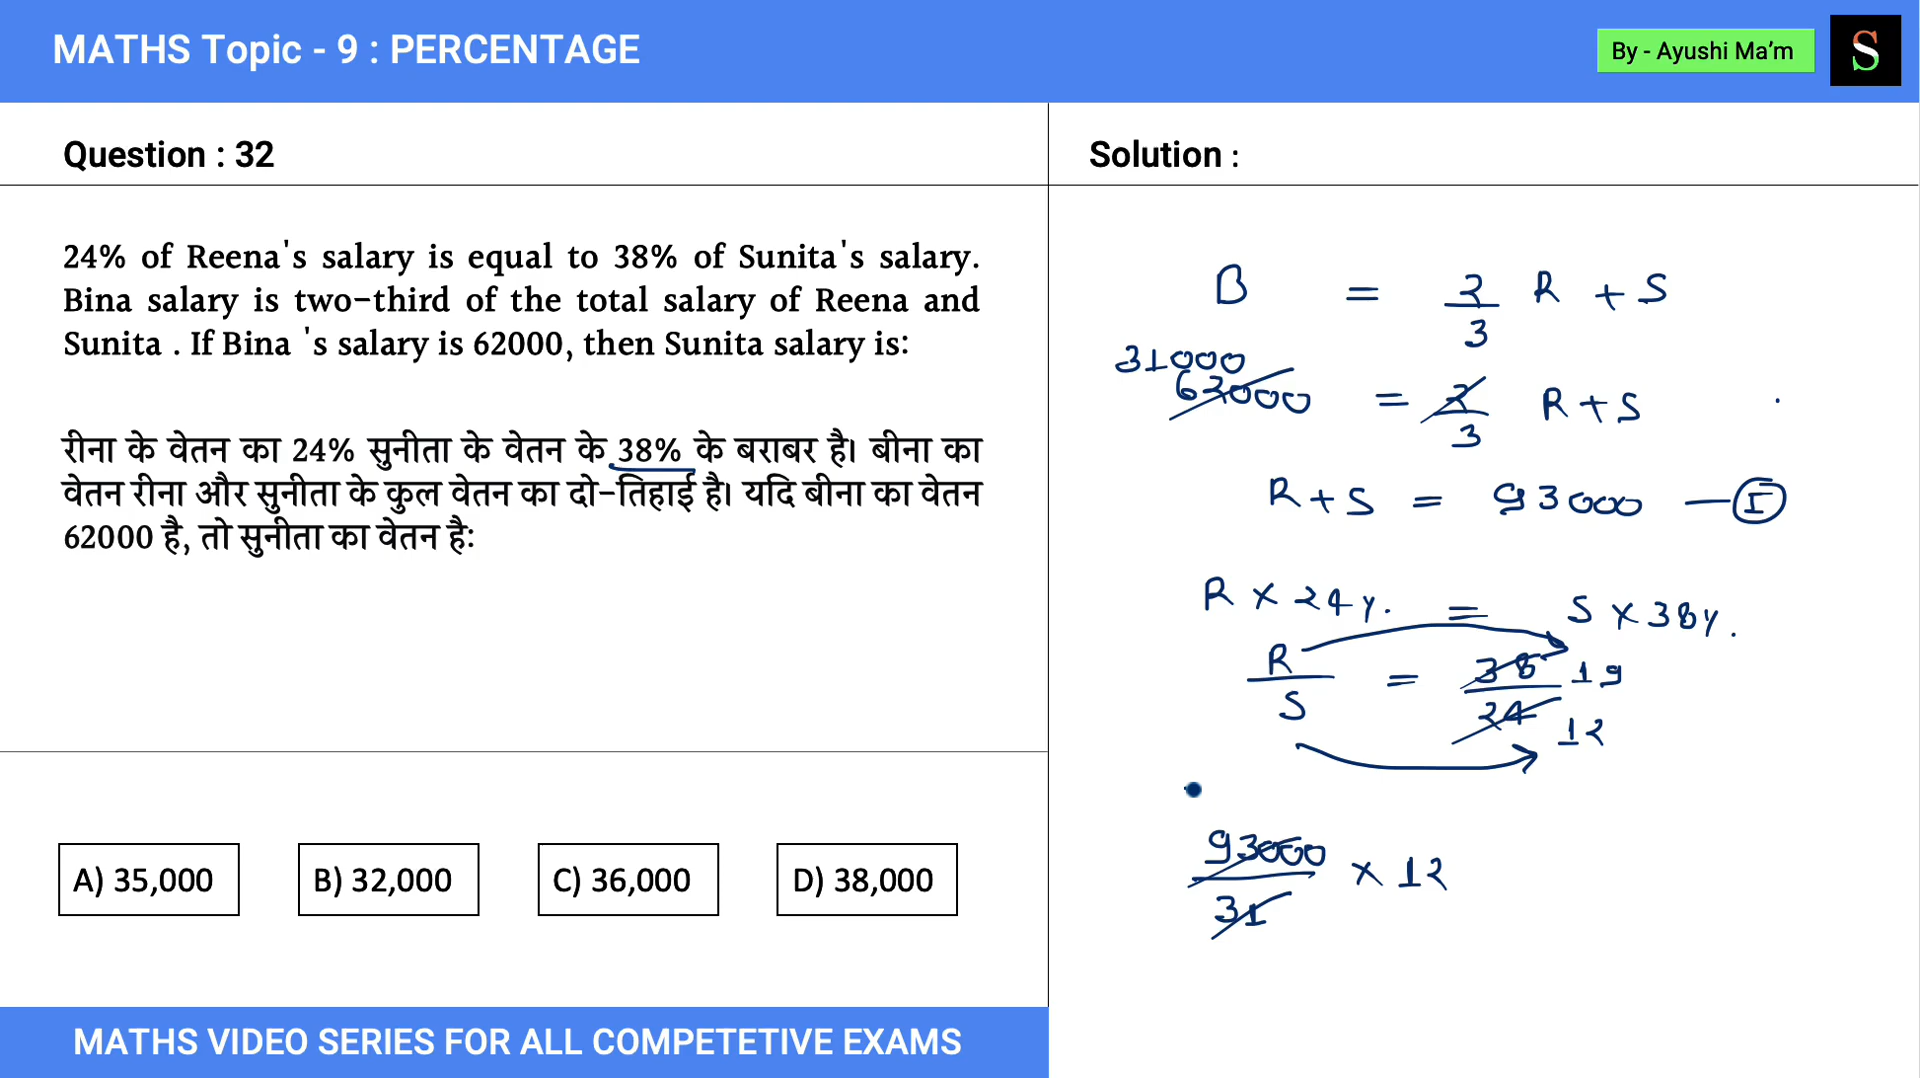 MATHS Topic - 9 : PERCENTAGE
By - Ayushi Ma’m
S
Question : 32
24% of Reena's salary is equal to 38% of Sunita's salary.
Bina salary is two-third of the total salary of Reena and
Sunita . If Bina 's salary is 62000, then Sunita salary is:
रीना के वेतन का 24% सुनीता के वेतन के 38% के बराबर है। बीना का
वेतन रीना और सुनीता के कुल वेतन का दो-तिहाई है। यदि बीना का वेतन
62000 है, तो सुनीता का वेतन है:
A) 35,000
B) 32,000
C) 36,000
D) 38,000
MATHS VIDEO SERIES FOR ALL COMPETETIVE EXAMS
Solution :
B = 2/3 R + S
31000
62000 = 2/3 R + S
R + S = 93000 — I
R × 24%. = S × 38%.
R/S = 38/24 19
12
93000/31 × 12